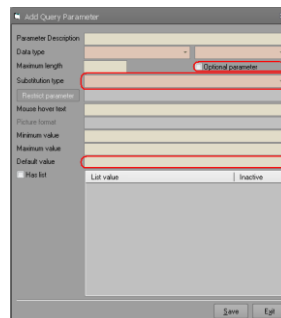 Add Query Parameter
Parameter Description
Data type
Maximum length
Optional parameter
Substitution type
Restrict parameter
Mouse hover text
Picture format
Minimum value
Maximum value
Default value
Has list
List value
Inactive
Save
Exit